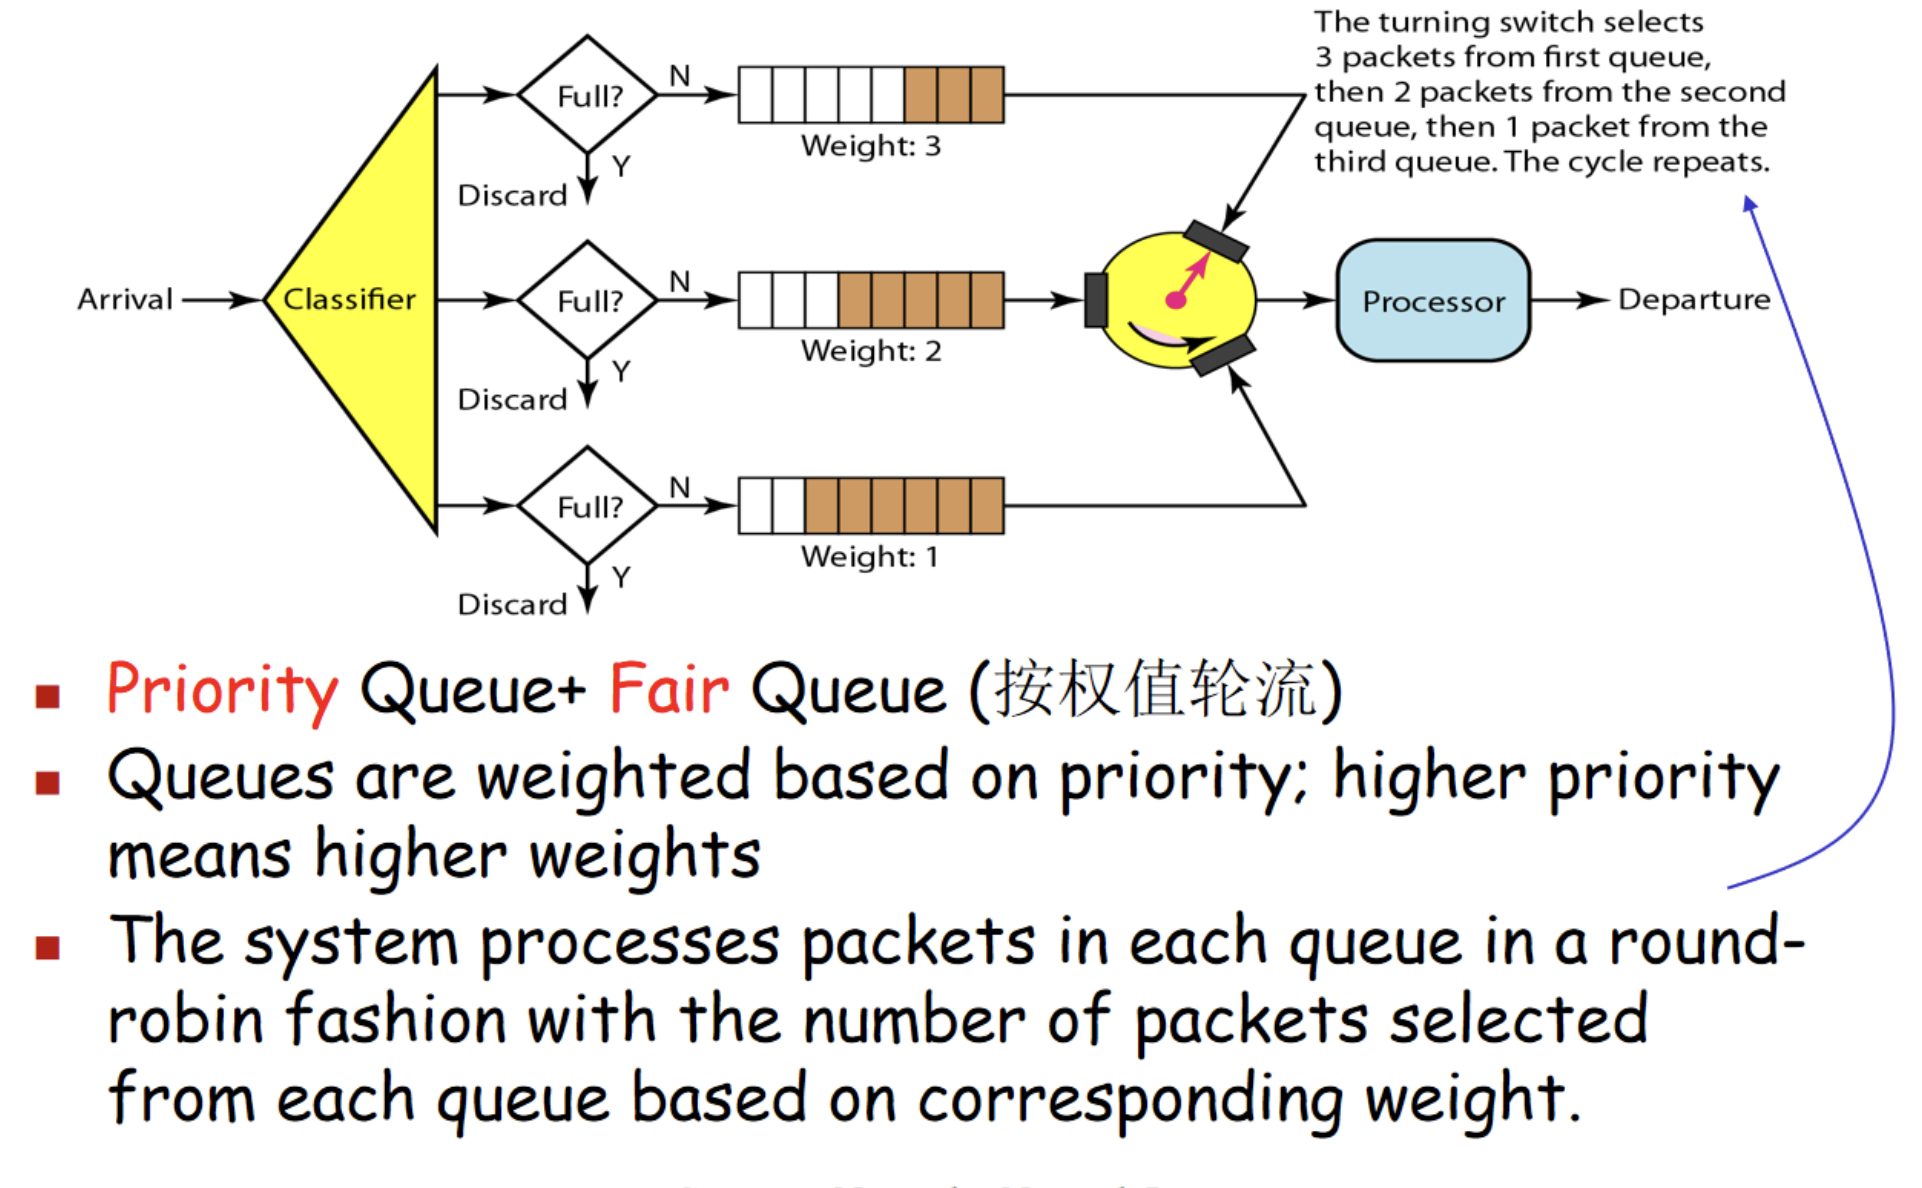 The turning switch selects
3 packets from first queue,
then 2 packets from the second
queue, then 1 packet from the
third queue. The cycle repeats.
Full?
N
Y
Weight: 3
Discard
Arrival
Classifier
Full?
N
Y
Weight: 2
Discard
Processor
Departure
Full?
N
Y
Weight: 1
Discard
Priority Queue+ Fair Queue (按权值轮流)
Queues are weighted based on priority; higher priority
means higher weights
The system processes packets in each queue in a round-
robin fashion with the number of packets selected
from each queue based on corresponding weight.